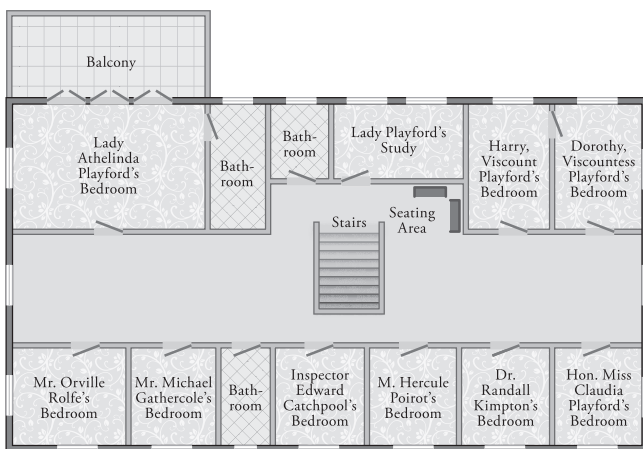 Balcony
Lady
Athelinda
Playford's
Bedroom
Bath-
room
Bath-
room
Lady Playford's
Study
Harry,
Viscount
Playford's
Bedroom
Dorothy,
Viscountess
Playford's
Bedroom
Stairs
Seating
Area
Mr. Orville
Rolfe's
Bedroom
Mr. Michael
Gathercole's
Bedroom
Bath-
room
Inspector
Edward
Catchpool's
Bedroom
M. Hercule
Poirot's
Bedroom
Dr.
Randall
Kimpton's
Bedroom
Hon. Miss
Claudia
Playford's
Bedroom